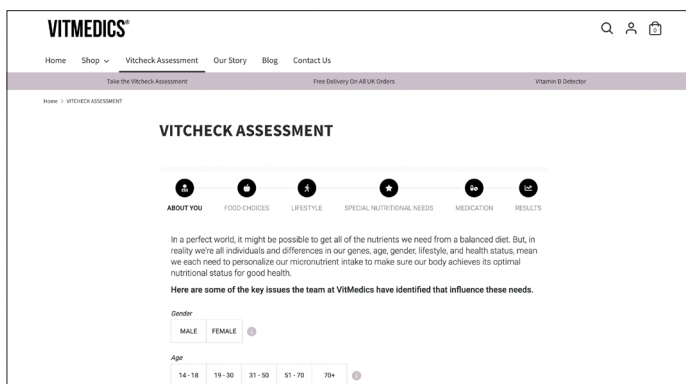 VITMEDICS®
0
Home Shop Vitcheck Assessment Our Story Blog Contact Us
Take the Vitcheck Assessment Free Delivery On All UK Orders Vitamin D Detector
Home > VITCHECK ASSESSMENT
VITCHECK ASSESSMENT
ABOUT YOU FOOD CHOICES LIFESTYLE SPECIAL NUTRITIONAL NEEDS MEDICATION RESULTS
In a perfect world, it might be possible to get all of the nutrients we need from a balanced diet. But, in
reality we're all individuals and differences in our genes, age, gender, lifestyle, and health status, mean
we each need to personalize our micronutrient intake to make sure our body achieves its optimal
nutritional status for good health.
Here are some of the key issues the team at VitMedics have identified that influence these needs.
Gender
MALE FEMALE i
Age
14 - 18 19 - 30 31 - 50 51 - 70 70+ i